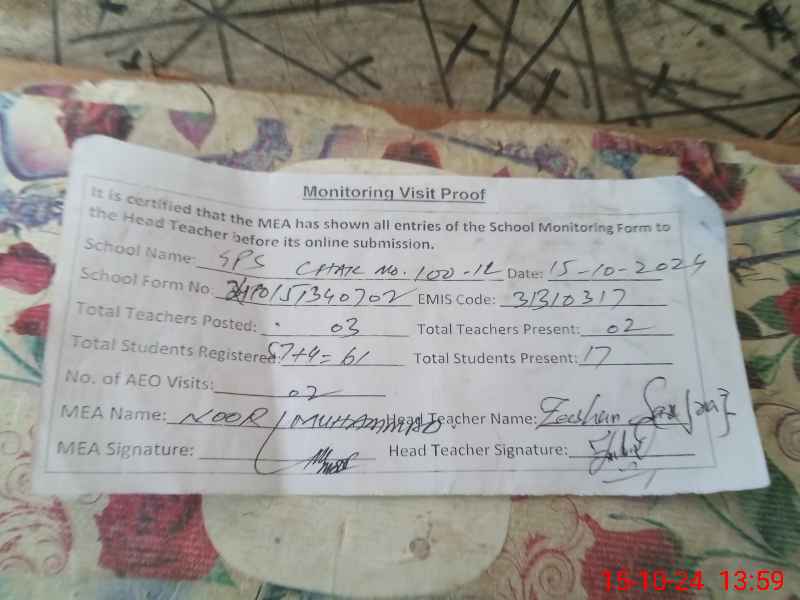 Monitoring Visit Proof
It is certified that the MEA has shown all entries of the School Monitoring Form to
the Head Teacher before its online submission.
School Name: GPS CHAK NO. 100-12 Date: 15-10-2024
School Form No: EMIS Code: 31310317
Total Teachers Posted: 03 Total Teachers Present: 02
Total Students Registered: 57+4=61 Total Students Present: 17
No. of AEO Visits: 02
MEA Name: NOOR MUHAMMAD Head Teacher Name: Zeeshan
MEA Signature: Head Teacher Signature:
15-10-24 13:59